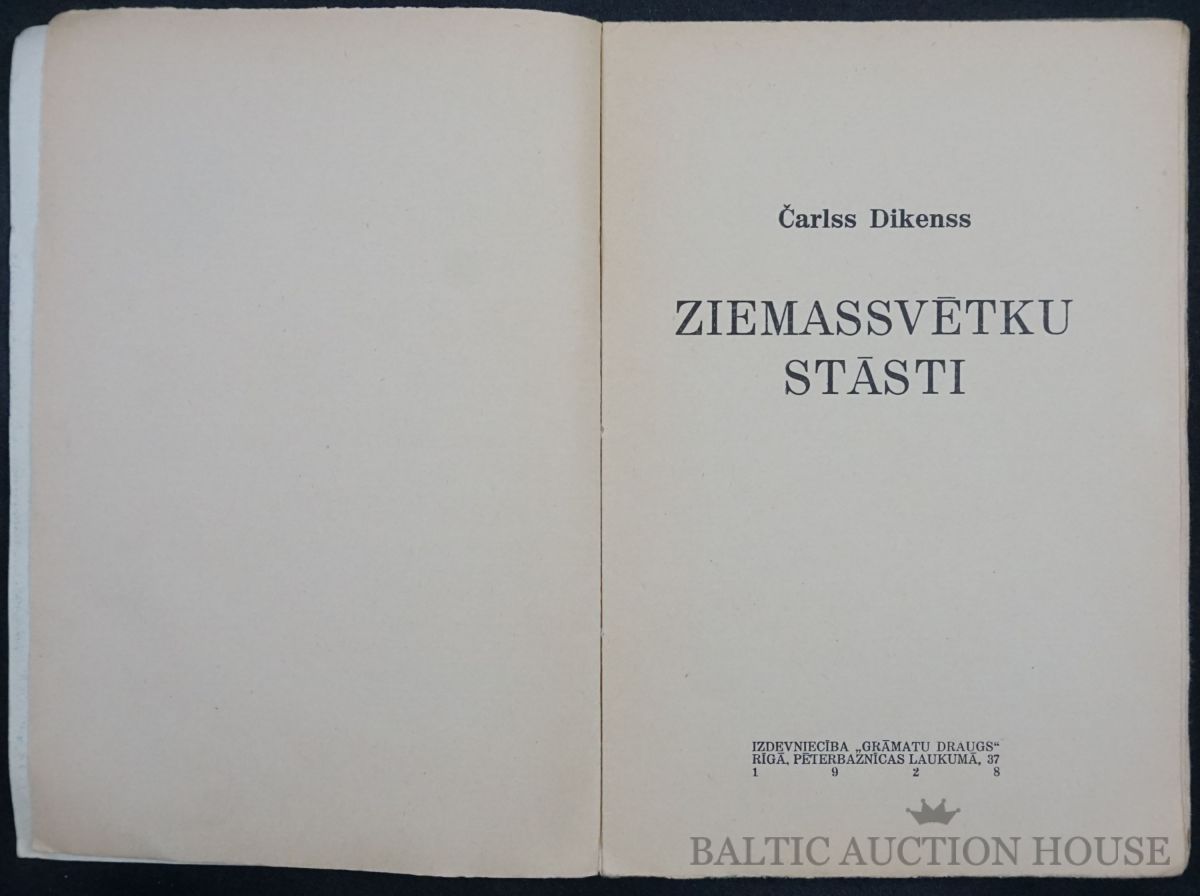 Čarlss Dikenss
ZIEMASSVĒTKU
STĀSTI
IZDEVNIECĪBA „GRĀMATU DRAUGS“
RĪGĀ, PĒTERBAZNĪCAS LAUKUMĀ, 37
1 9 2 8
BALTIC AUCTION HOUSE